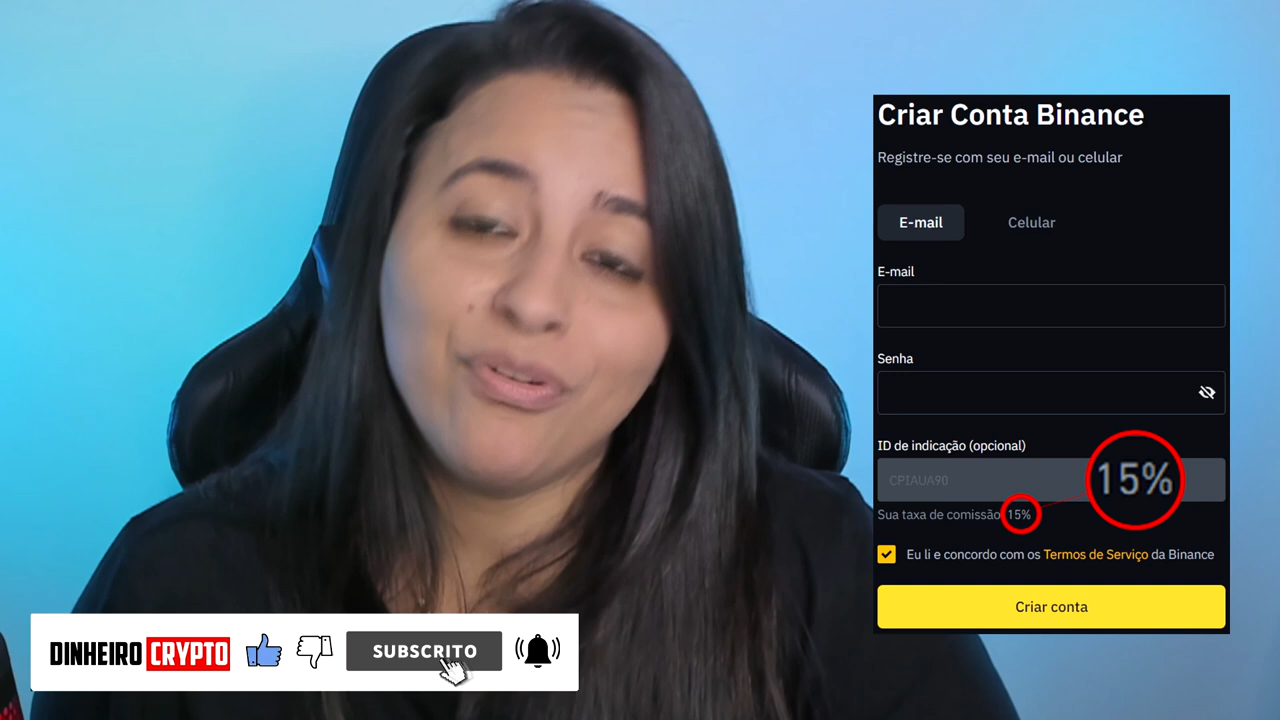 Criar Conta Binance
Registre-se com seu e-mail ou celular
E-mail
Celular
E-mail
Senha
ID de indicação (opcional)
CPIAUA90
15%
Sua taxa de comissão 15%
Eu li e concordo com os Termos de Serviço da Binance
Criar conta
DINHEIRO CRYPTO
SUBSCRITO